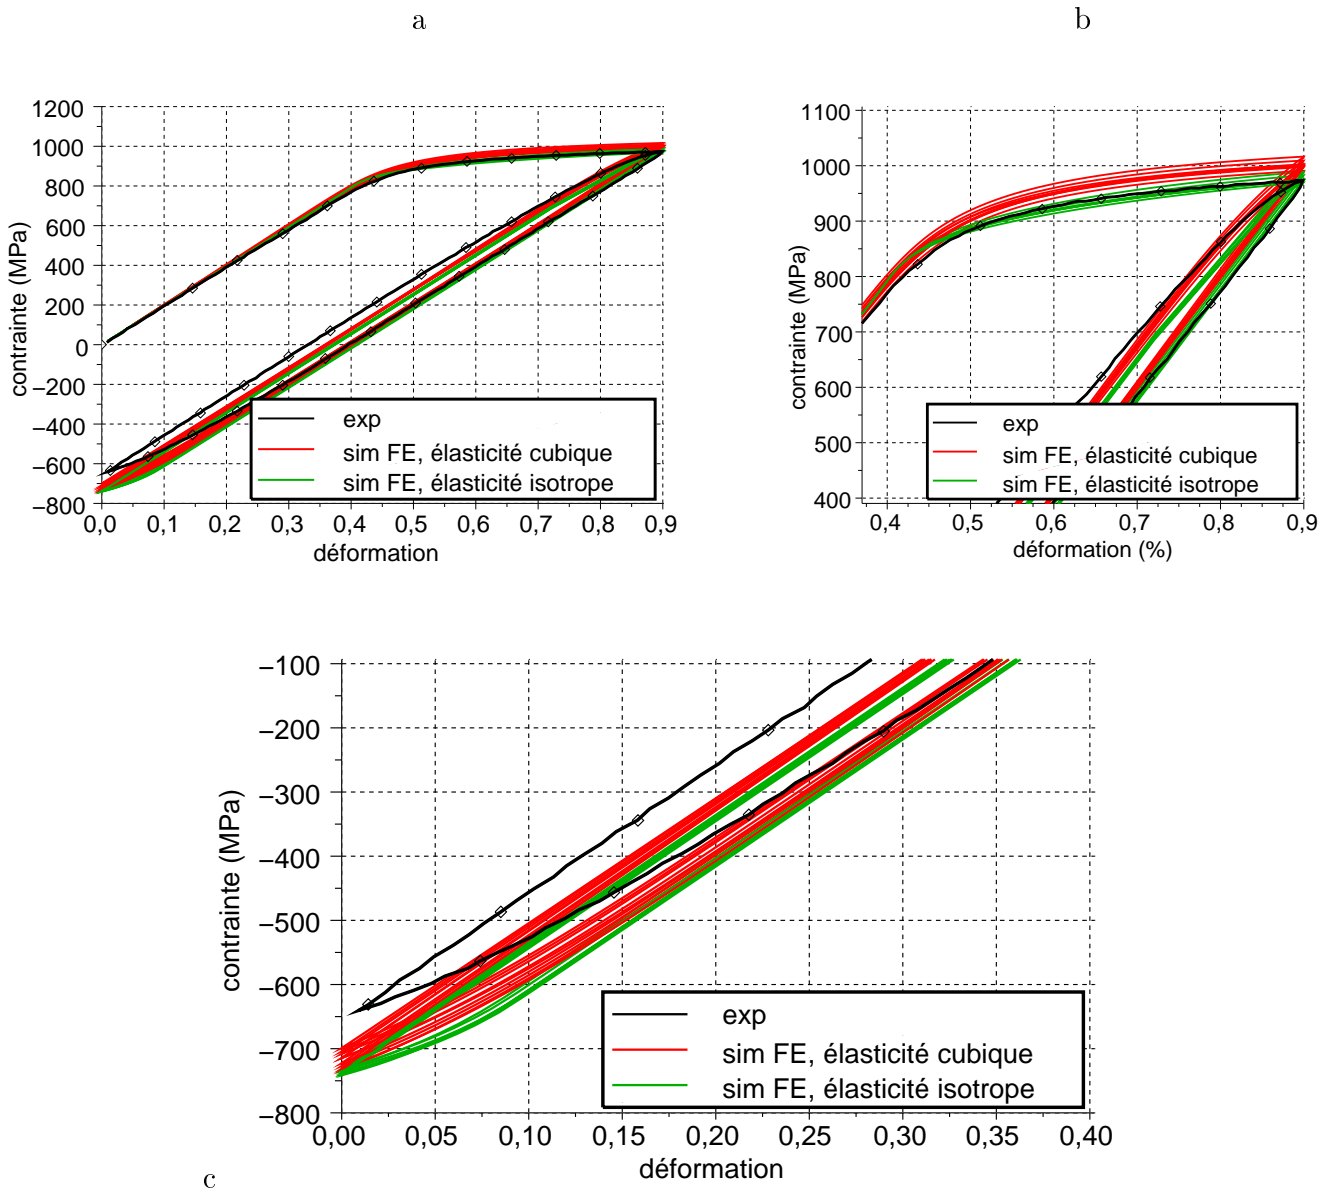 a
b
1200
1000
800
600
400
200
0
−200
−400
−600
−800
contrainte (MPa)
exp
sim FE, élasticité cubique
sim FE, élasticité isotrope
0,0 0,1 0,2 0,3 0,4 0,5 0,6 0,7 0,8 0,9
déformation
1100
1000
900
800
700
600
500
400
contrainte (MPa)
exp
sim FE, élasticité cubique
sim FE, élasticité isotrope
0,4 0,5 0,6 0,7 0,8 0,9
déformation (%)
−100
−200
−300
−400
−500
−600
−700
−800
contrainte (MPa)
exp
sim FE, élasticité cubique
sim FE, élasticité isotrope
0,00 0,05 0,10 0,15 0,20 0,25 0,30 0,35 0,40
déformation
c